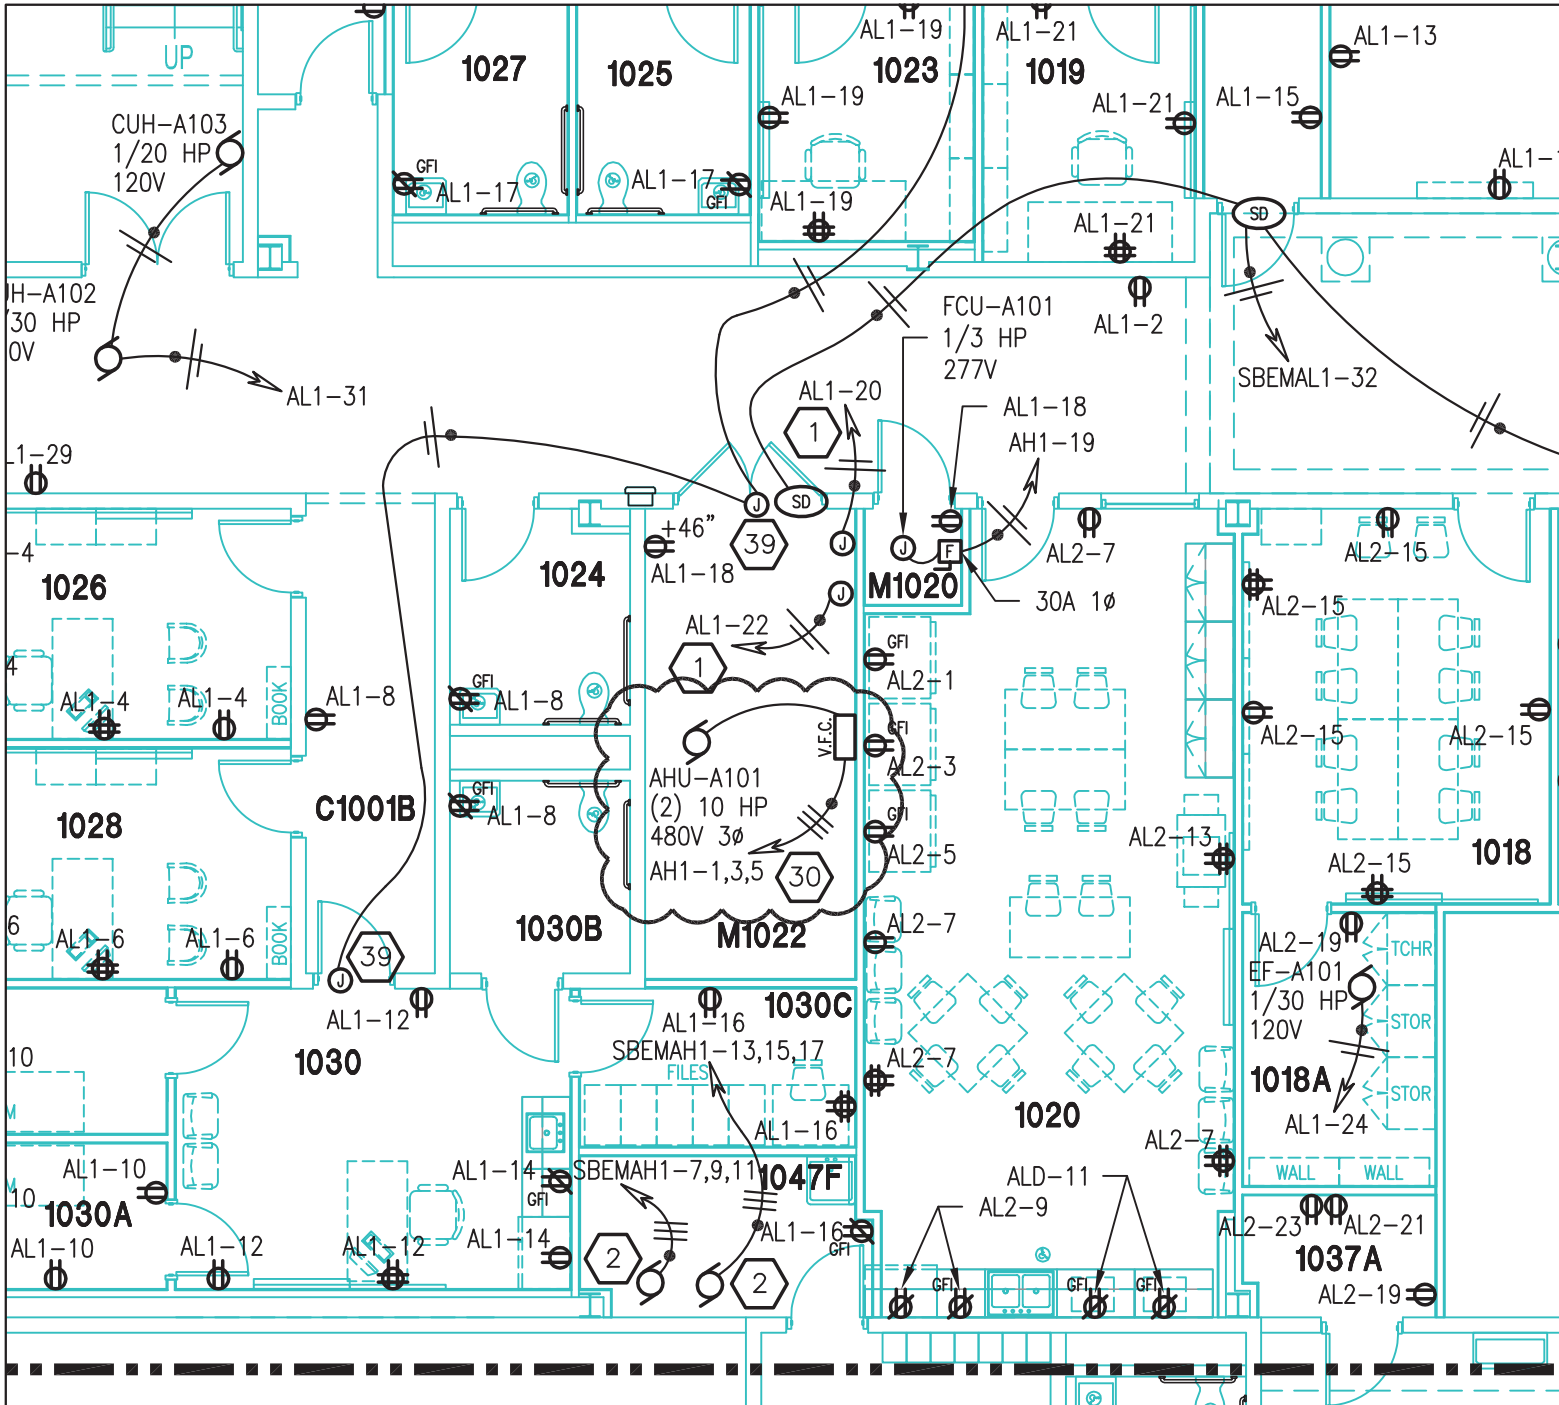 AL1-19
AL1-21
AL1-13
UP
1027
1025
1023
1019
AL1-19
AL1-21
AL1-15
CUH-A103
1/20 HP
120V
GFI
AL1-17
AL1-17
GFI
AL1-19
AL1-21
SD
AL1-2
FCU-A101
1/3 HP
277V
AL1-31
AL1-20
1
SBEMAL1-32
AL1-18
AH1-19
J
SD
+46"
39
AL1-18
J
J
F
AL2-7
AL2-15
1026
1024
M1020
30A 1ø
AL2-15
J
AL1-22
1
GFI
AL2-1
AL1-4
AL1-4
BOOK
AL1-8
GFI
AL1-8
V.F.C.
GFI
AL2-3
AL2-15
AL2-15
AHU-A101
(2) 10 HP
480V 3ø
AH1-1,3,5
30
1028
C1001B
GFI
AL1-8
GFI
AL2-5
AL2-13
1018
AL2-15
AL1-6
AL1-6
BOOK
39
J
1030B
M1022
AL2-7
AL2-19
TCHR
EF-A101
1/30 HP
120V
STOR
STOR
AL1-12
AL1-16
1030C
SBEMAH1-13,15,17
FILES
1030
AL2-7
1018A
AL1-24
AL1-16
1020
AL2-7
AL1-10
AL1-14
GFI
SBEMAH1-7,9,11
1047F
ALD-11
WALL
WALL
1030A
AL1-10
AL1-12
AL1-12
AL1-14
AL1-16
GFI
AL2-9
AL2-23
AL2-21
1037A
2
2
GFI
GFI
GFI
AL2-19